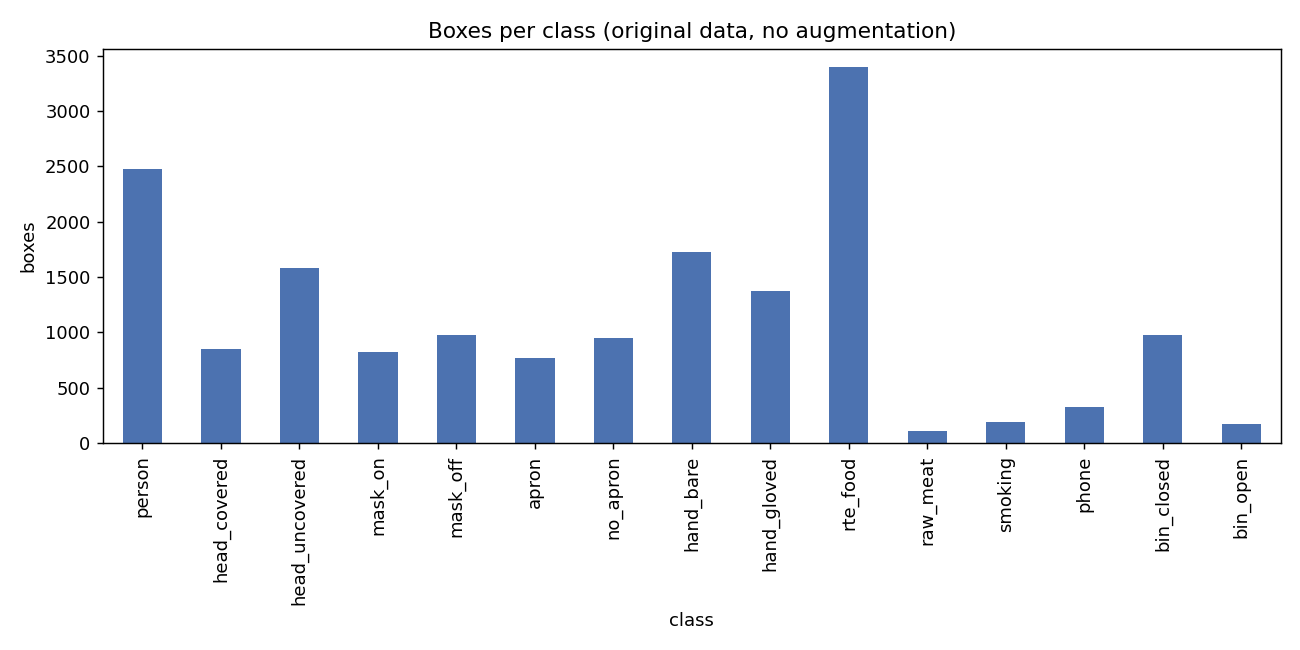 Boxes per class (original data, no augmentation)
3500
3000
2500
2000
1500
1000
500
0
boxes
person
head_covered
head_uncovered
mask_on
mask_off
apron
no_apron
hand_bare
hand_gloved
rte_food
raw_meat
smoking
phone
bin_closed
bin_open
class